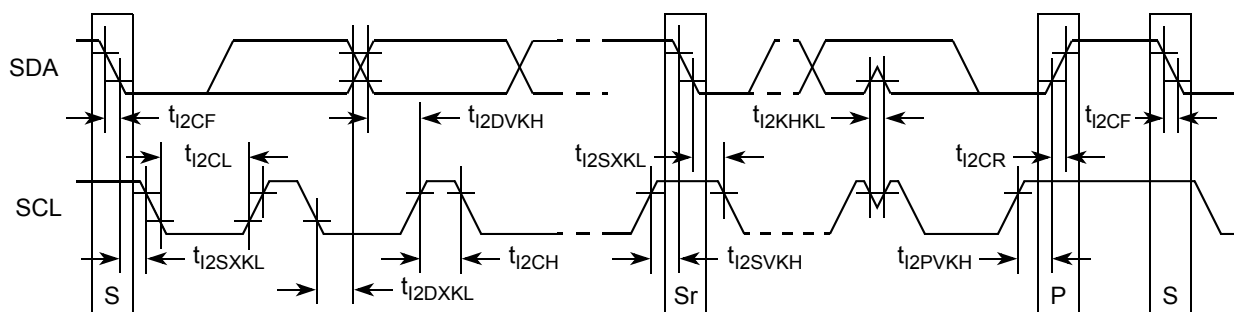 SDA
tI2CF
tI2DVKH
tI2KHKL
tI2CF
tI2CL
tI2SXKL
tI2CR
SCL
tI2SXKL
tI2CH
tI2SVKH
tI2PVKH
tI2DXKL
S
Sr
P
S